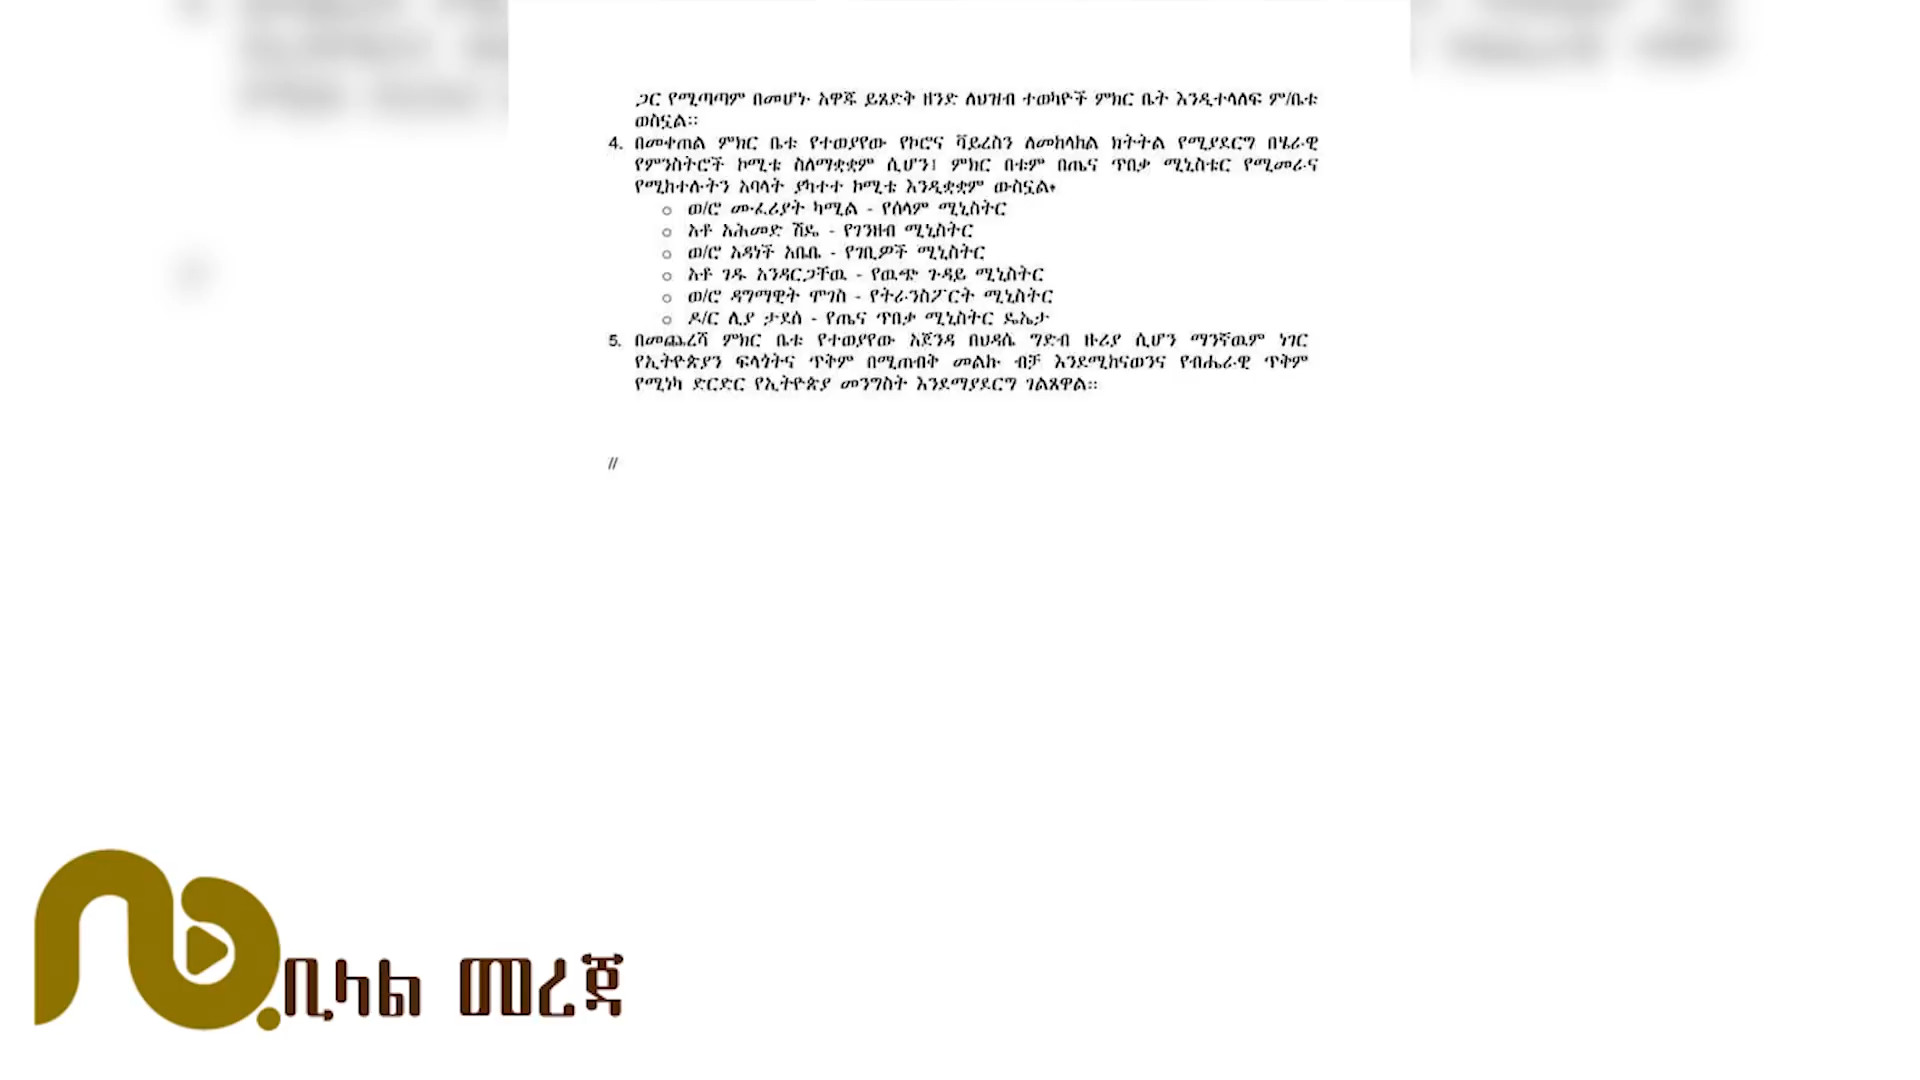 ጋር የሚጣጣም በመሆኑ አዋጁ ይጸድቅ ዘንድ ለህዝብ ተወካዮች ምክር ቤት እንዲተላለፍ ም/ቤቱ
ወስኗል።
4. በመቀጠል ምክር ቤቱ የተወያየው የኮሮና ቫይረስን ለመከላከል ክትትል የሚያደርግ በሄራዊ
የምንስትሮች ኮሚቴ ስለማቋቋም ሲሆን፤ ምክር በቱም በጤና ጥበቃ ሚኒስቴር የሚመራና
የሚከተሉትን አባላት ያካተተ ኮሚቴ እንዲቋቋም ውስኗል፥
o ወ/ሮ ሙፈሪያት ካሚል - የሰላም ሚኒስትር
o አቶ አሕመድ ሽዴ - የገንዘብ ሚኒስትር
o ወ/ሮ አዳነች አቤቤ - የገቢዎች ሚኒስትር
o አቶ ገዱ አንዳርጋቸዉ - የዉጭ ጉዳይ ሚኒስትር
o ወ/ሮ ዳግማዊት ሞገስ - የትራንስፖርት ሚኒስትር
o ዶ/ር ሊያ ታደሰ - የጤና ጥበቃ ሚኒስትር ዴኤታ
5. በመጨረሻ ምክር ቤቱ የተወያየው አጀንዳ በህዳሴ ግድብ ዙሪያ ሲሆን ማንኛዉም ነገር
የኢትዮጵያን ፍላጎትና ጥቅም በሚጠብቅ መልኩ ብቻ እንደሚከናወንና የብሔራዊ ጥቅም
የሚነካ ድርድር የኢትዮጵያ መንግስት እንደማያደርግ ገልጸዋል።
//
ቢላል መረጃ